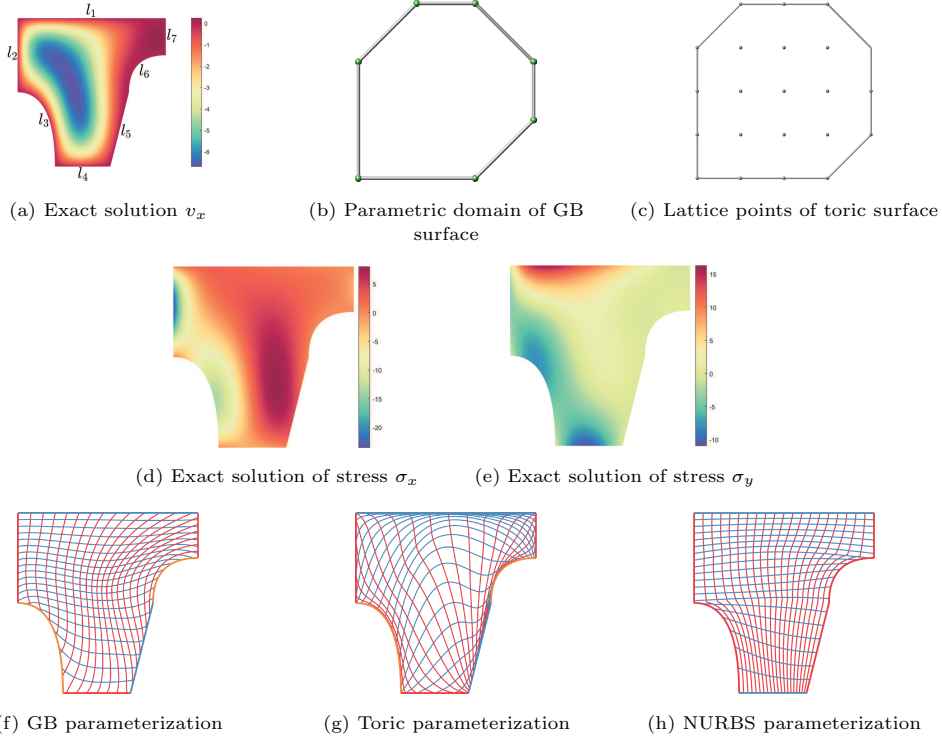 l1
l2
l3
l4
l5
l6
l7
0
-1
-2
-3
-4
-5
-6
(a) Exact solution vx
(b) Parametric domain of GB
surface
(c) Lattice points of toric surface
5
0
-5
-10
-15
-20
15
10
5
0
-5
-10
(d) Exact solution of stress σx
(e) Exact solution of stress σy
(f) GB parameterization
(g) Toric parameterization
(h) NURBS parameterization